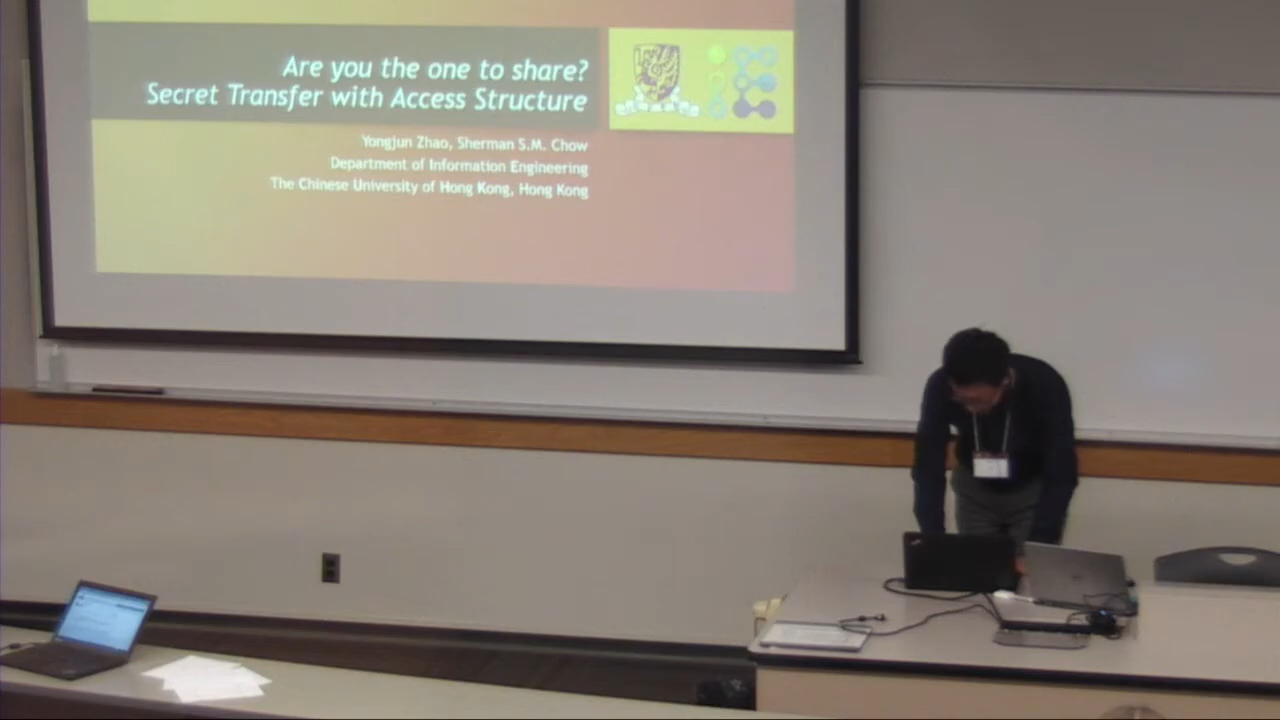 Are you the one to share?
Secret Transfer with Access Structure
Yongjun Zhao, Sherman S.M. Chow
Department of Information Engineering
The Chinese University of Hong Kong, Hong Kong